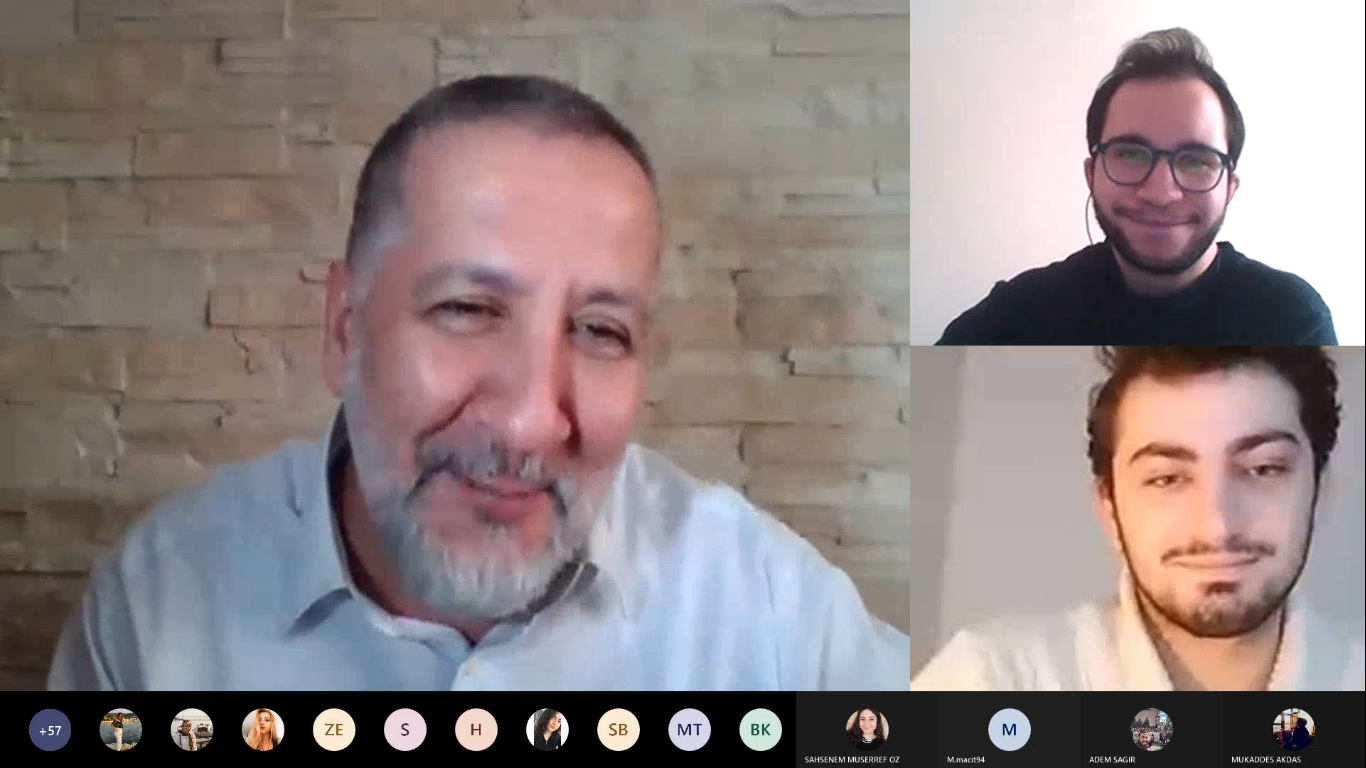 +57
ZE
S
H
SB
MT
BK
SAHSENEM MUSERREF OZ
M
M.macit94
ADEM SAGIR
MUKADDES AKDAS